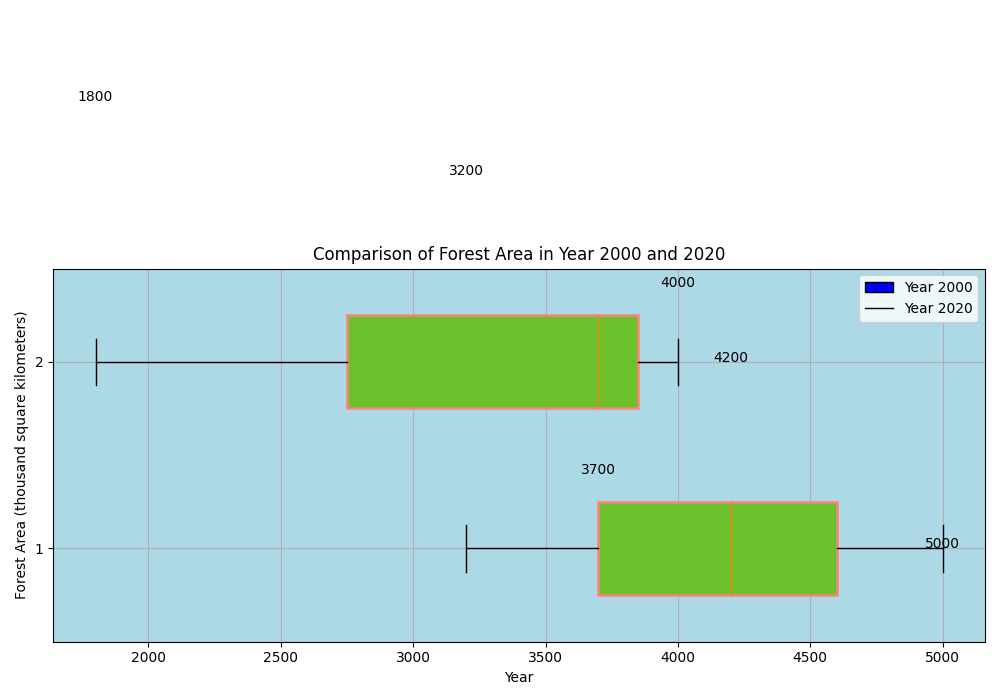 1800
3200
Comparison of Forest Area in Year 2000 and 2020
4000
Year 2000
Year 2020
4200
3700
5000
Forest Area (thousand square kilometers)
2
1
2000 2500 3000 3500 4000 4500 5000
Year